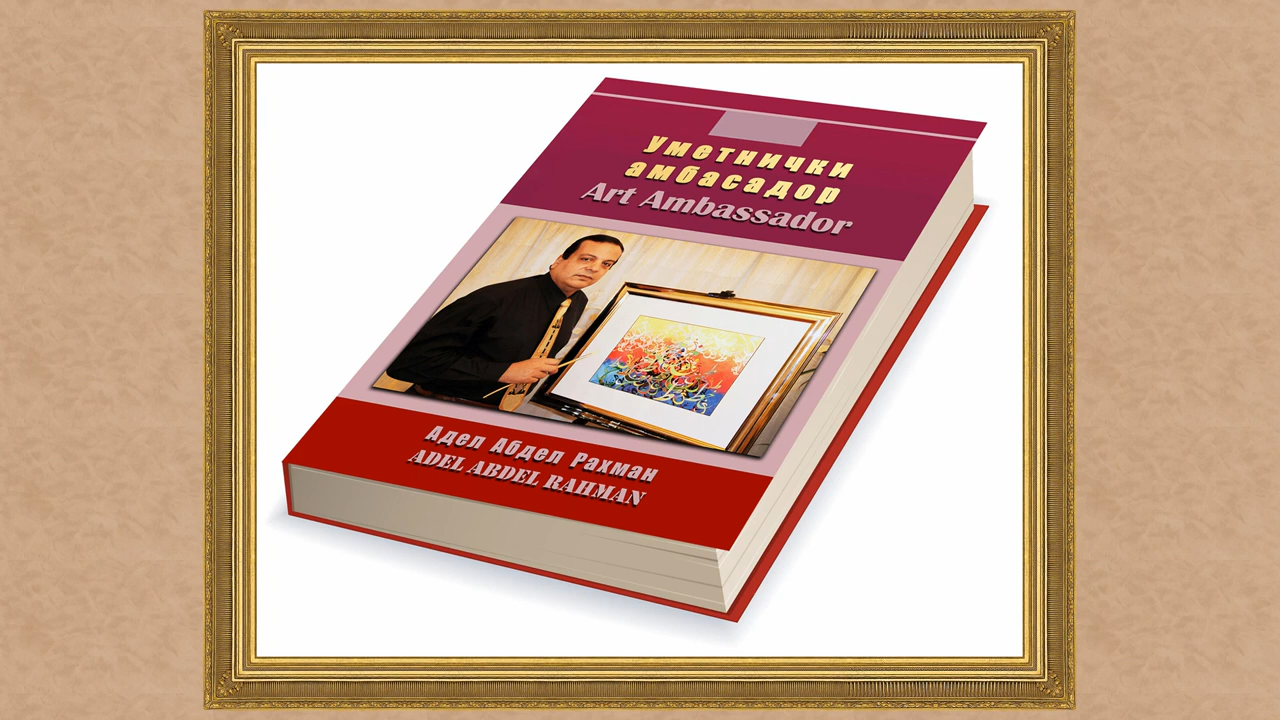 Уметнички
амбасадор
Art Ambassador
Адел Абдел Рахман
ADEL ABDEL RAHMAN